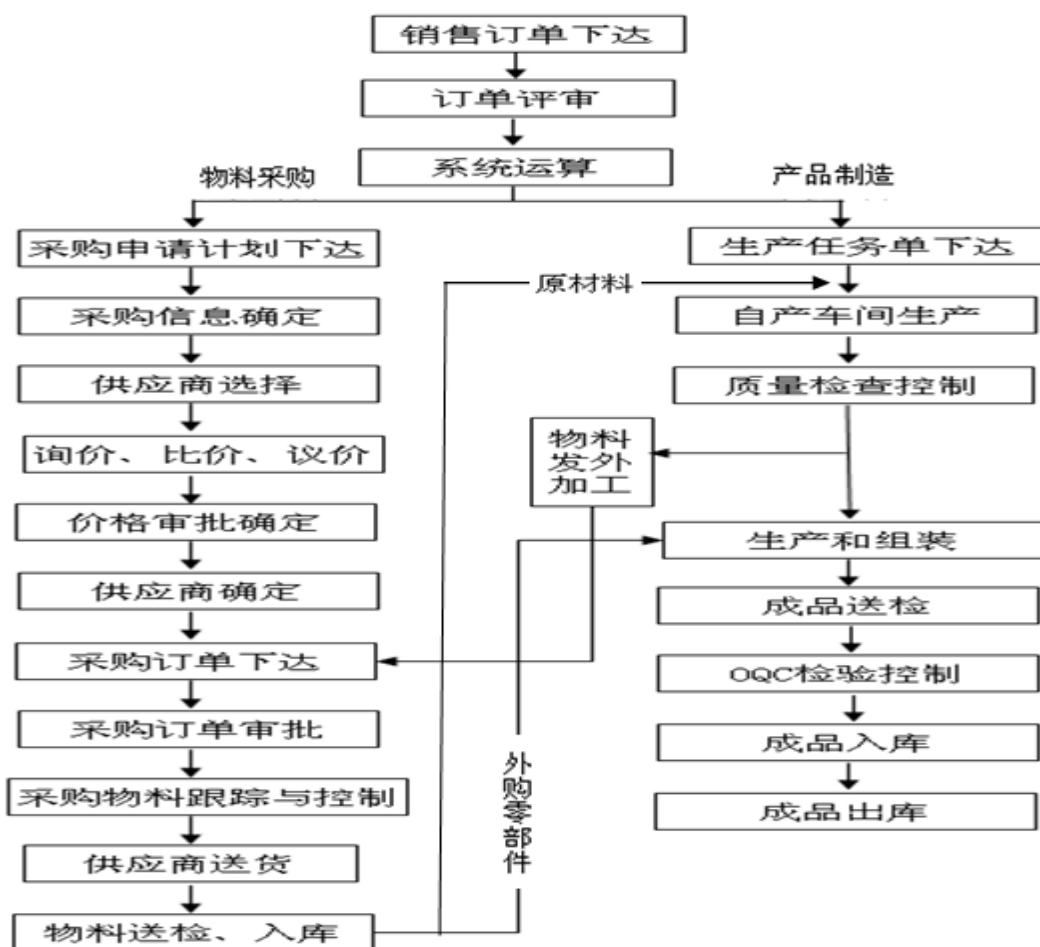 销售订单下达
订单评审
系统运算
物料采购
产品制造
采购申请计划下达
采购信息确定
供应商选择
询价、比价、议价
价格审批确定
供应商确定
采购订单下达
采购订单审批
采购物料跟踪与控制
供应商送货
物料送检、入库
原材料
物料
发外
加工
外购零部件
生产任务单下达
自产车间生产
质量检查控制
生产和组装
成品送检
OQC检验控制
成品入库
成品出库